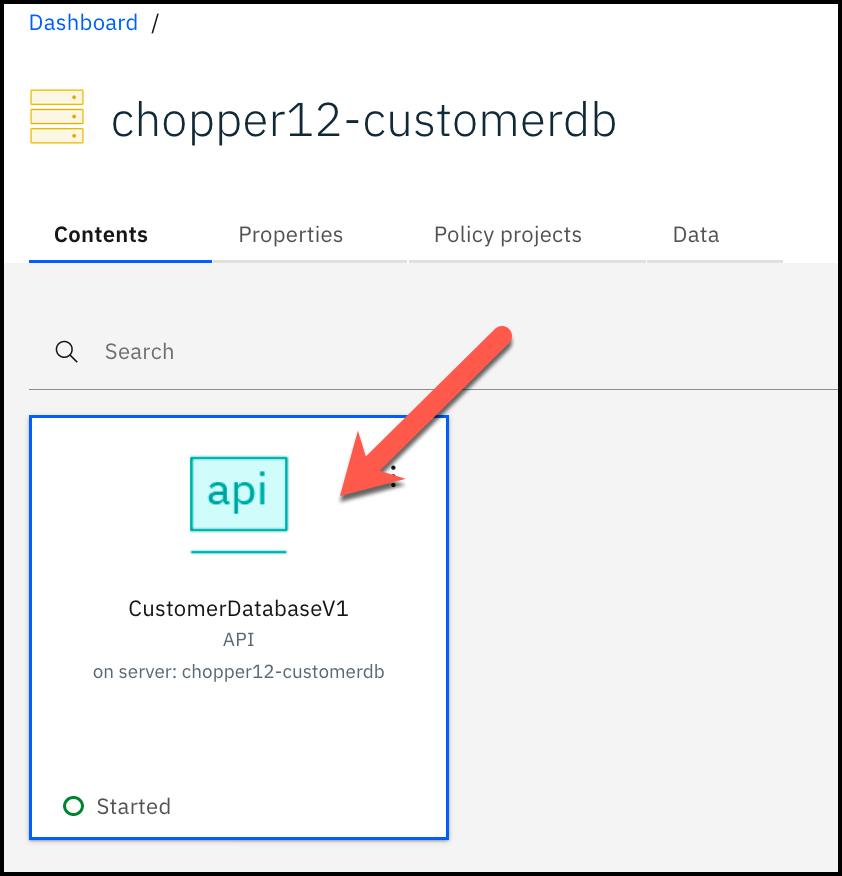 Dashboard /
chopper12-customerdb
Contents Properties Policy projects Data
Search
api
CustomerDatabaseV1
API
on server: chopper12-customerdb
Started